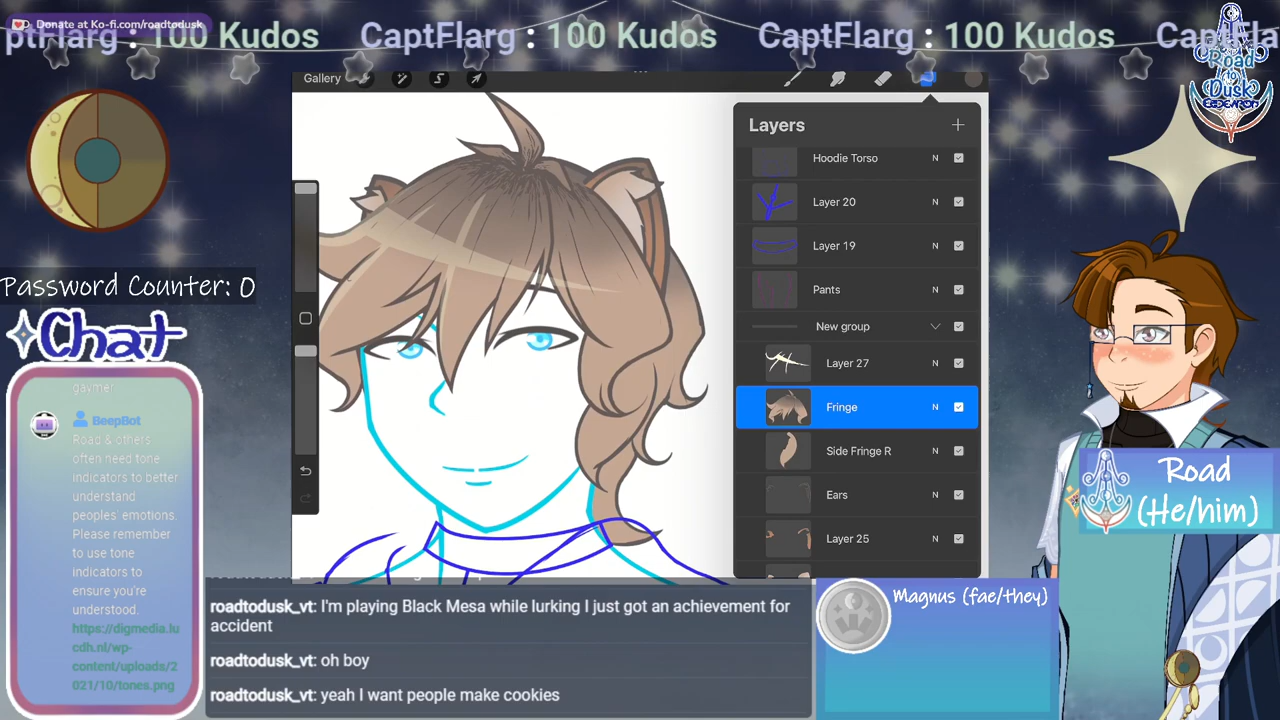 Donate at Ko-fi.com/roadtodusk
ptFlarg : 100 Kudos CaptFlarg : 100 Kudos CaptFlarg : 100 Kudos CaptFla
Road
to
Dusk
Gallery
Layers
Hoodie Torso N
Layer 20 N
Layer 19 N
Pants N
New group
Layer 27 N
Fringe N
Side Fringe R N
Ears N
Layer 25 N
Password Counter: 0
Chat
gavmer
BeepBot
Road & others
often need tone
indicators to better
understand
peoples' emotions.
Please remember
to use tone
indicators to
ensure you're
understood.
https://digmedia.lu
cdh.nl/wp-
content/uploads/2
021/10/tones.png
roadtodusk_vt: I'm playing Black Mesa while lurking I just got an achievement for
accident
roadtodusk_vt: oh boy
roadtodusk_vt: yeah I want people make cookies
Magnus (fae/they)
Road
(He/him)